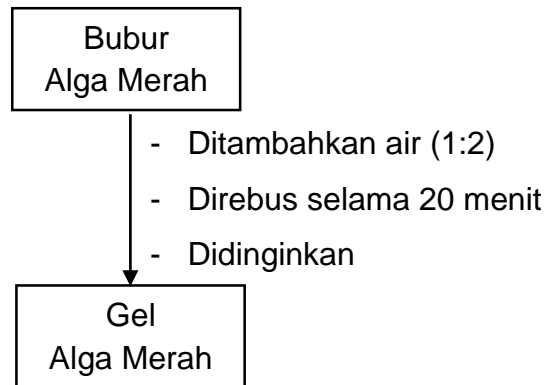 Bubur
Alga Merah
- Ditambahkan air (1:2)
- Direbus selama 20 menit
- Didinginkan
Gel
Alga Merah